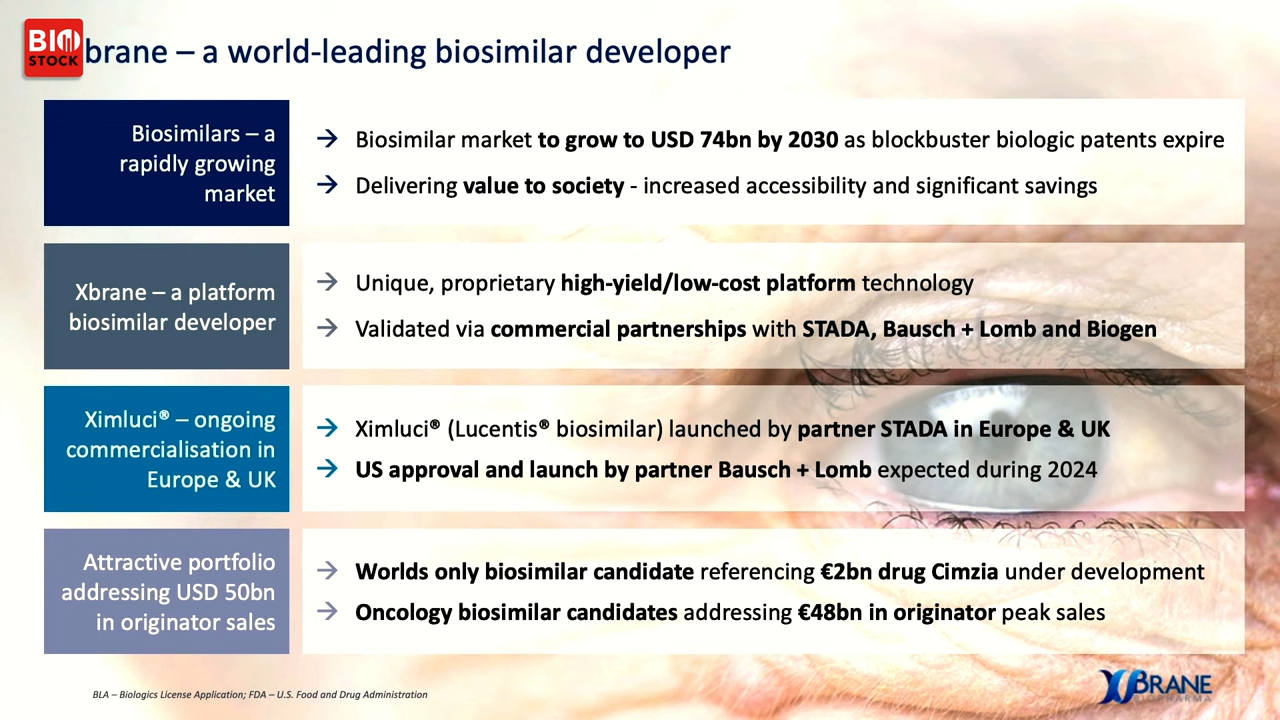 BIO
STOCK
brane – a world-leading biosimilar developer
Biosimilars – a
rapidly growing
market
→ Biosimilar market to grow to USD 74bn by 2030 as blockbuster biologic patents expire
→ Delivering value to society - increased accessibility and significant savings
Xbrane – a platform
biosimilar developer
→ Unique, proprietary high-yield/low-cost platform technology
→ Validated via commercial partnerships with STADA, Bausch + Lomb and Biogen
Ximluci® – ongoing
commercialisation in
Europe & UK
→ Ximluci® (Lucentis® biosimilar) launched by partner STADA in Europe & UK
→ US approval and launch by partner Bausch + Lomb expected during 2024
Attractive portfolio
addressing USD 50bn
in originator sales
→ Worlds only biosimilar candidate referencing €2bn drug Cimzia under development
→ Oncology biosimilar candidates addressing €48bn in originator peak sales
BLA – Biologics License Application; FDA – U.S. Food and Drug Administration
XBRANE
BIOPHARMA